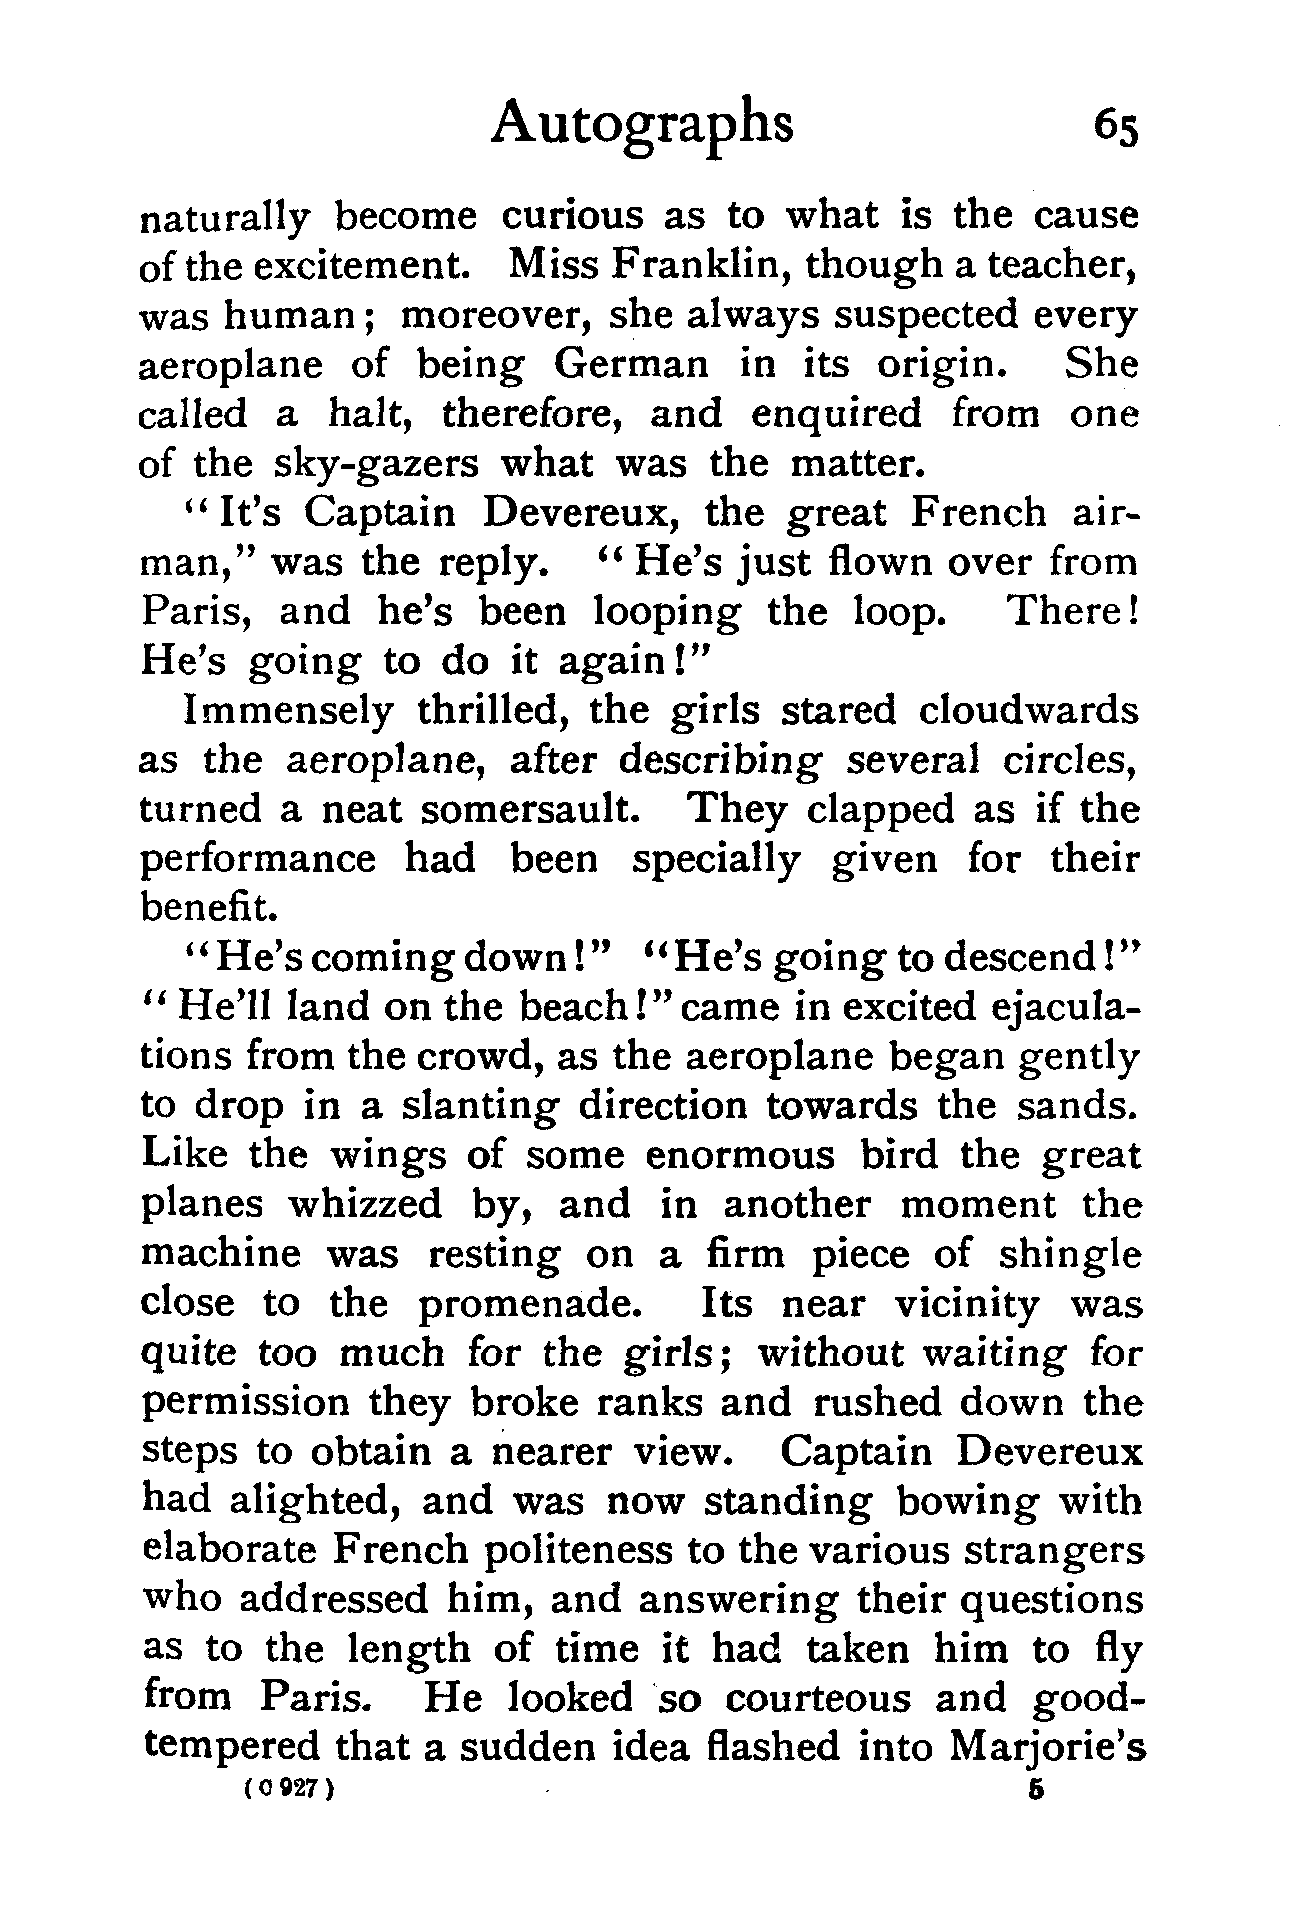 Autographs 65
naturally become curious as to what is the cause
of the excitement. Miss Franklin, though a teacher,
was human; moreover, she always suspected every
aeroplane of being German in its origin. She
called a halt, therefore, and enquired from one
of the sky-gazers what was the matter.
“It's Captain Devereux, the great French air-
man,” was the reply. “He's just flown over from
Paris, and he's been looping the loop. There!
He's going to do it again!”
Immensely thrilled, the girls stared cloudwards
as the aeroplane, after describing several circles,
turned a neat somersault. They clapped as if the
performance had been specially given for their
benefit.
“He's coming down!” “He's going to descend!”
“He'll land on the beach!” came in excited ejacula-
tions from the crowd, as the aeroplane began gently
to drop in a slanting direction towards the sands.
Like the wings of some enormous bird the great
planes whizzed by, and in another moment the
machine was resting on a firm piece of shingle
close to the promenade. Its near vicinity was
quite too much for the girls; without waiting for
permission they broke ranks and rushed down the
steps to obtain a nearer view. Captain Devereux
had alighted, and was now standing bowing with
elaborate French politeness to the various strangers
who addressed him, and answering their questions
as to the length of time it had taken him to fly
from Paris. He looked so courteous and good-
tempered that a sudden idea flashed into Marjorie's
(C 927) 5